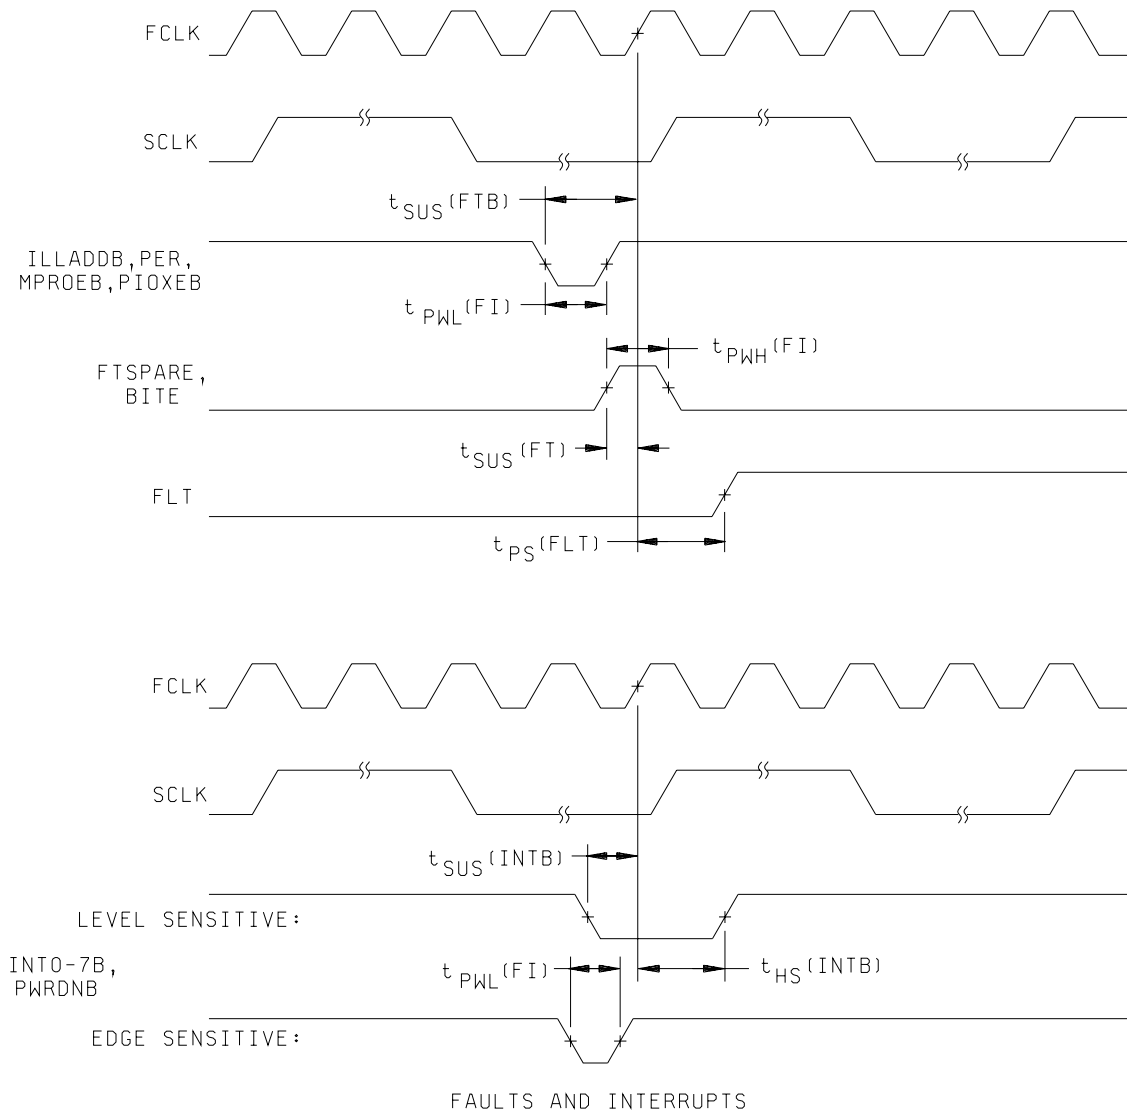 FCLK
SCLK
tSUS(FTB)
ILLADDB,PER,
MPROEB,PIOXEB
tPWL(FI)
tPWH(FI)
FTSPARE,
BITE
tSUS(FT)
FLT
tPS(FLT)
FCLK
SCLK
tSUS(INTB)
LEVEL SENSITIVE:
INT0-7B,
PWRDNB
tPWL(FI)
tHS(INTB)
EDGE SENSITIVE:
FAULTS AND INTERRUPTS